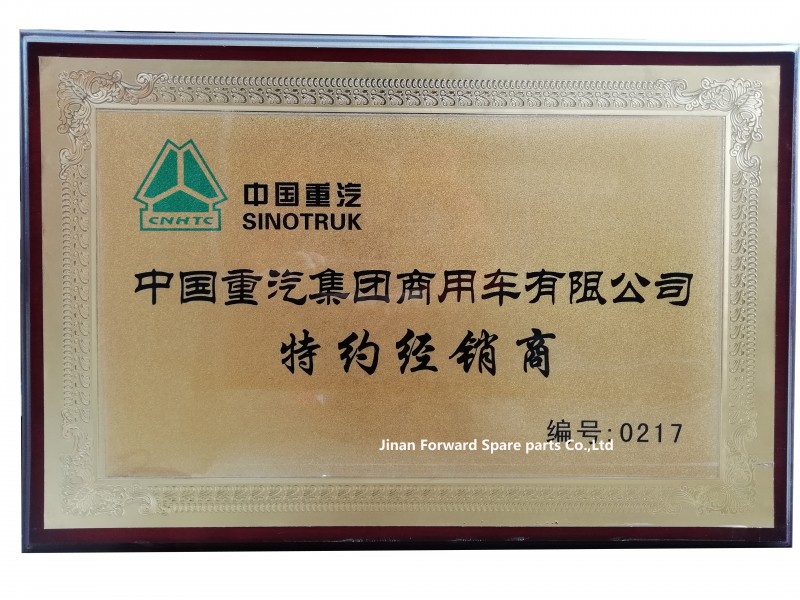 CNHTC
中国重汽
SINOTRUK
中国重汽集团商用车有限公司
特约经销商
编号:0217
Jinan Forward Spare parts Co.,Ltd